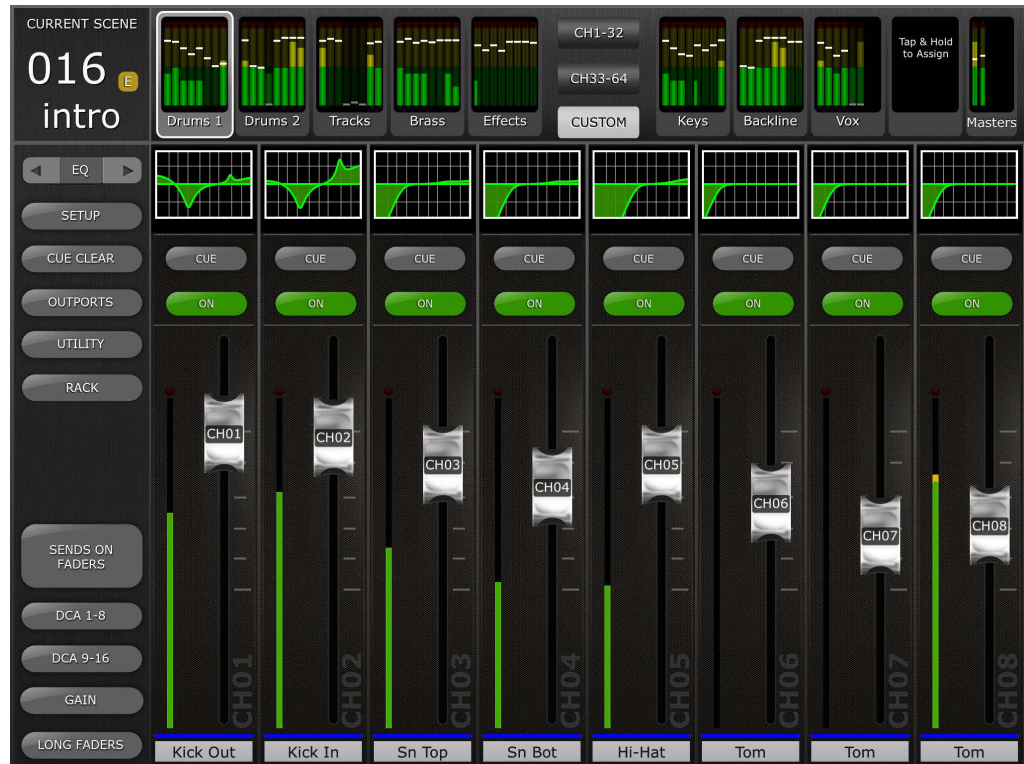 CURRENT SCENE
016 E
intro
Drums 1
Drums 2
Tracks
Brass
Effects
CH1-32
CH33-64
CUSTOM
Keys
Backline
Vox
Tap & Hold
to Assign
Masters
EQ
SETUP
CUE CLEAR
OUTPORTS
UTILITY
RACK
SENDS ON
FADERS
DCA 1-8
DCA 9-16
GAIN
LONG FADERS
CUE CUE CUE CUE CUE CUE CUE CUE
ON ON ON ON ON ON ON ON
CH01 CH02 CH03 CH04 CH05 CH06 CH07 CH08
CH01 CH02 CH03 CH04 CH05 CH06 CH07 CH08
Kick Out Kick In Sn Top Sn Bot Hi-Hat Tom Tom Tom